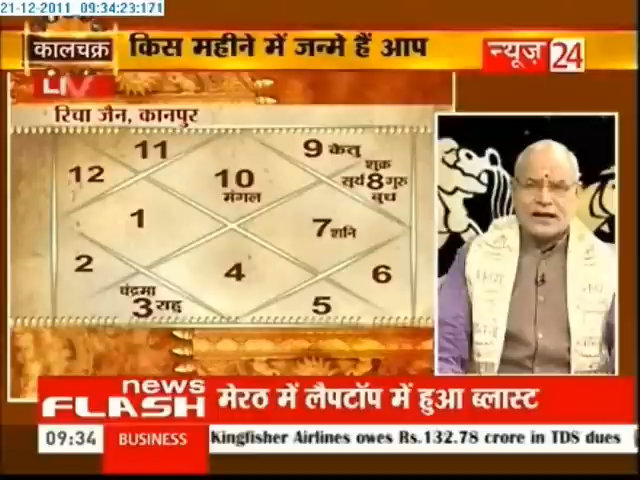 21-12-2011 09:34:23:171
कालचक्र किस महीने में जन्मे हैं आप न्यूज़ 24
LIV
रिचा जैन, कानपुर
11
9 केतु
12
10
मंगल
शुक्र
सूर्य 8 गुरु
बुध
1
7 शनि
2
4
6
चंद्रमा
3 राहु
5
news
FLASH
मेरठ में लैपटॉप में हुआ ब्लास्ट
09:34 BUSINESS Kingfisher Airlines owes Rs.132.78 crore in TDS dues